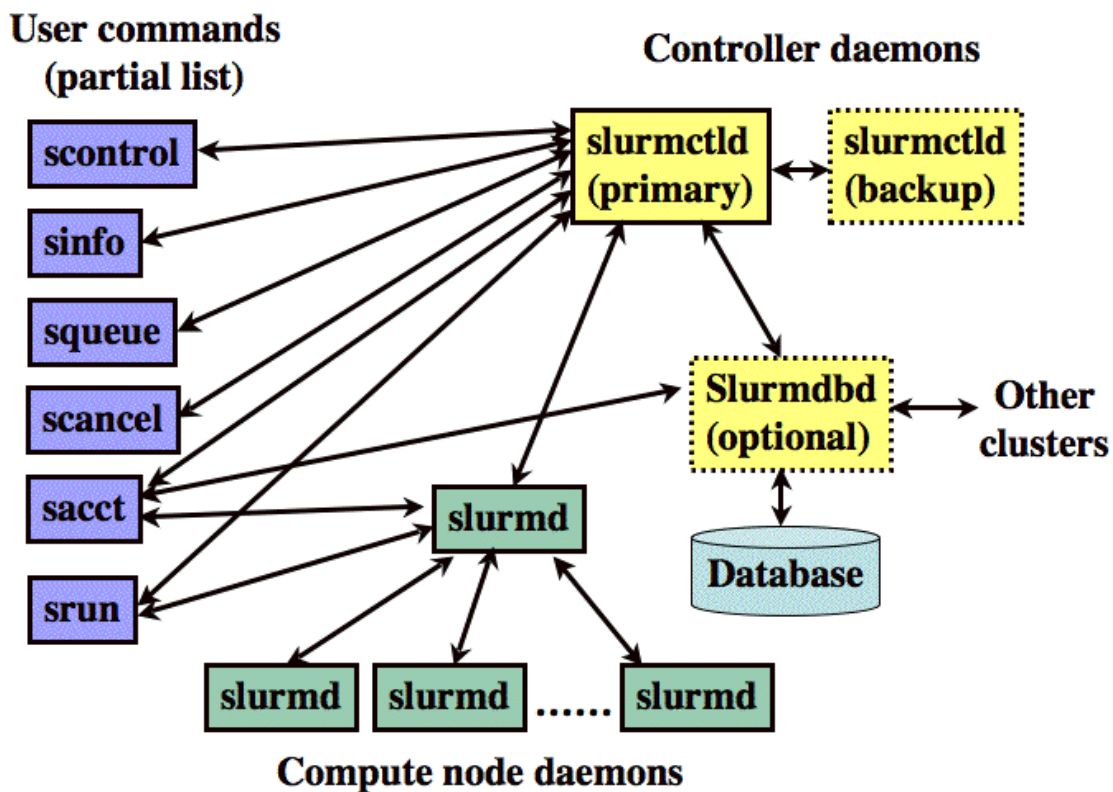 User commands
(partial list)
Controller daemons
scontrol
slurmctld
(primary)
slurmctld
(backup)
sinfo
squeue
scancel
Slurmdbd
(optional)
Other
clusters
sacct
slurmd
Database
srun
slurmd
slurmd
......
slurmd
Compute node daemons